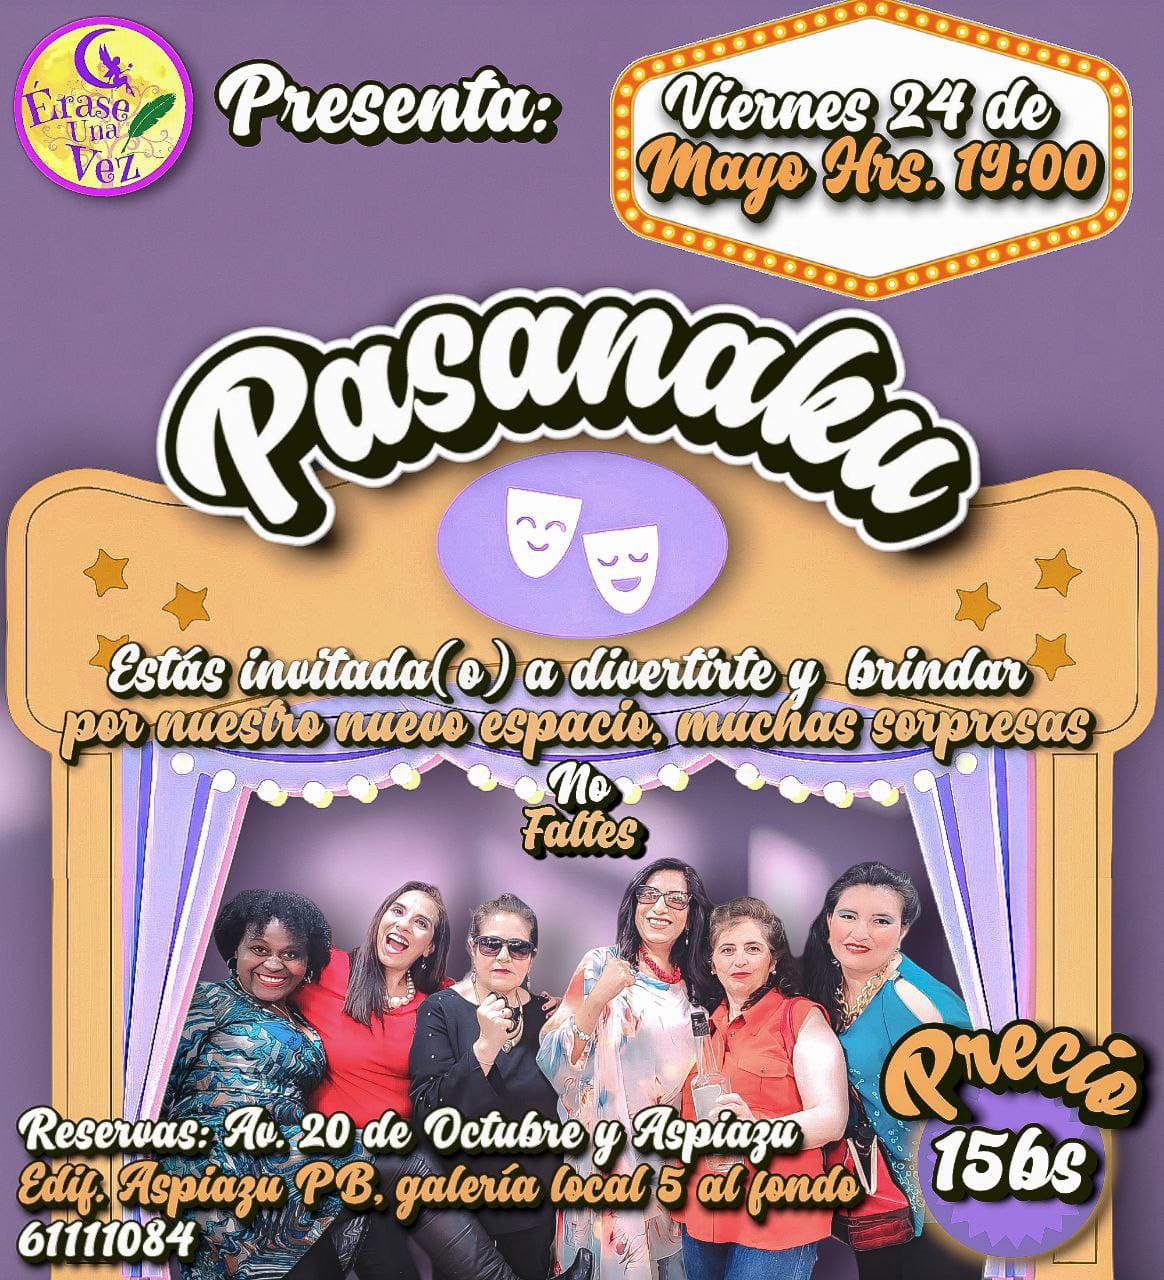 Érase
Una
Vez
Presenta:
Viernes 24 de
Mayo Hrs. 19:00
Pasanaku
Estás invitada(o) a divertirte y brindar
por nuestro nuevo espacio, muchas sorpresas
No
Faltes
Precio
15bs
Reservas: Av. 20 de Octubre y Aspiazu
Edif. Aspiazu PB, galería local 5 al fondo
61111084